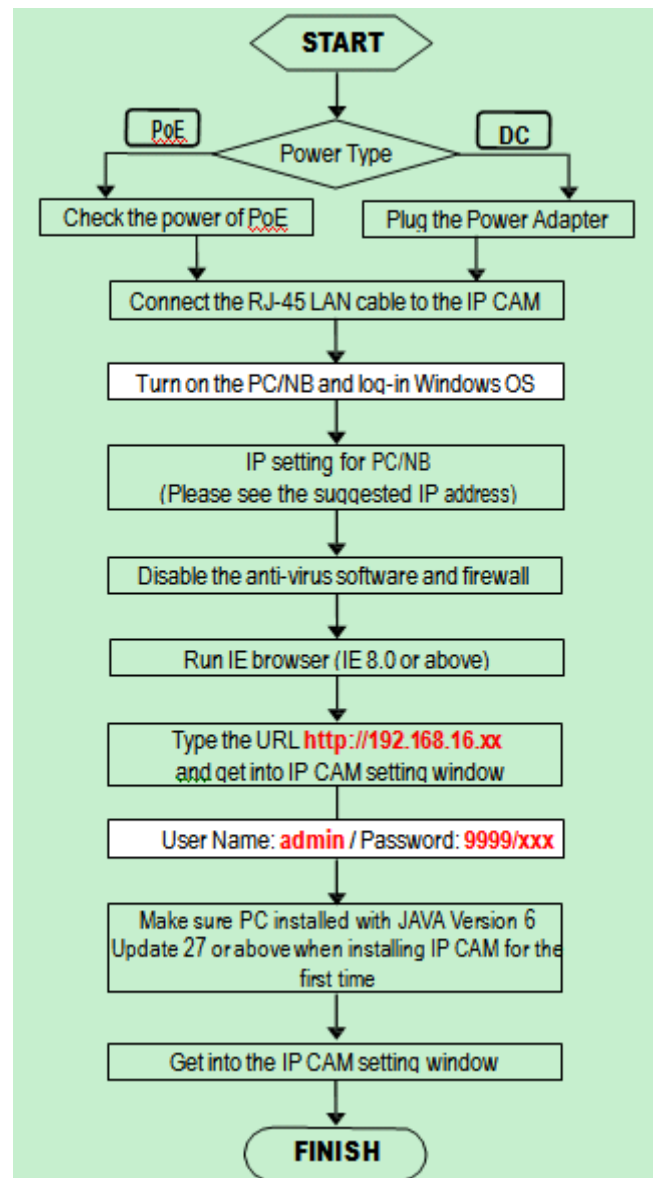 START
PoE
DC
Power Type
Check the power of PoE
Plug the Power Adapter
Connect the RJ-45 LAN cable to the IP CAM
Turn on the PC/NB and log-in Windows OS
IP setting for PC/NB
(Please see the suggested IP address)
Disable the anti-virus software and firewall
Run IE browser (IE 8.0 or above)
Type the URL http://192.168.16.xx
and get into IP CAM setting window
User Name: admin / Password: 9999/xxx
Make sure PC installed with JAVA Version 6
Update 27 or above when installing IP CAM for the
first time
Get into the IP CAM setting window
FINISH